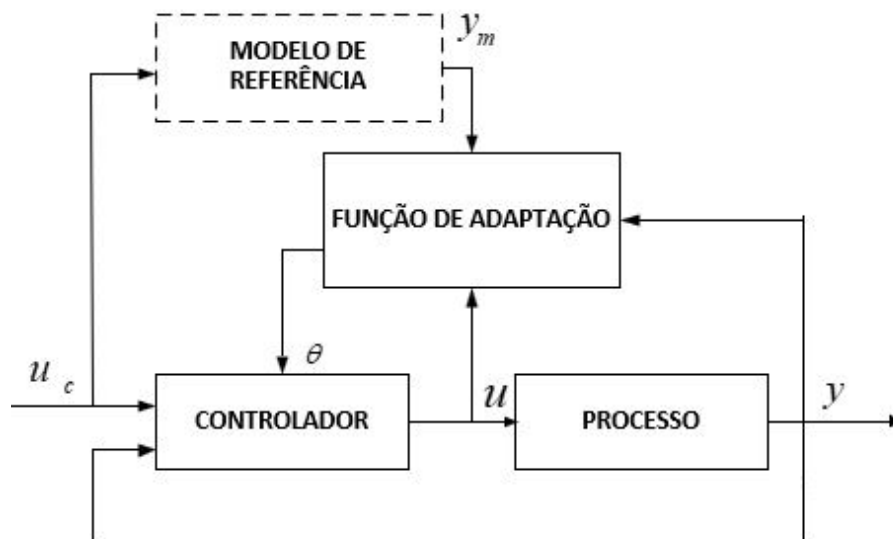 MODELO DE
REFERÊNCIA
y_m
FUNÇÃO DE ADAPTAÇÃO
θ
u_c
CONTROLADOR
u
PROCESSO
y